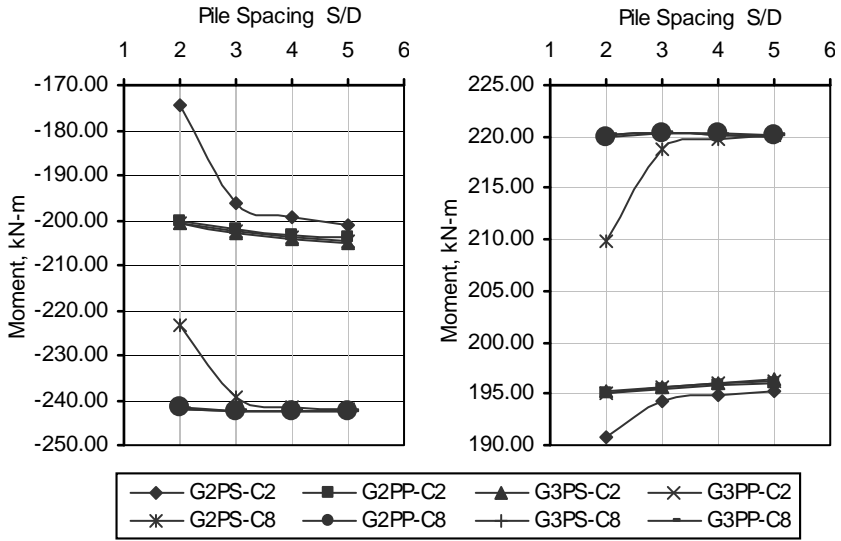 Pile Spacing S/D
1 2 3 4 5 6
Moment, kN-m
-170.00
-180.00
-190.00
-200.00
-210.00
-220.00
-230.00
-240.00
-250.00
Pile Spacing S/D
1 2 3 4 5 6
Moment, kN-m
225.00
220.00
215.00
210.00
205.00
200.00
195.00
190.00
G2PS-C2 G2PP-C2 G3PS-C2 G3PP-C2
G2PS-C8 G2PP-C8 G3PS-C8 G3PP-C8